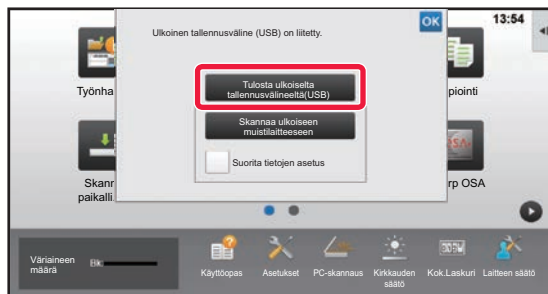 13:54
OK
Ulkoinen tallennusväline (USB) on liitetty.
Tulosta ulkoiselta
tallennusvälineeltä(USB)
Skannaa ulkoiseen
muistilaitteeseen
Suorita tietojen asetus
Työnha
piointi
Skann
paikalli
rp OSA
Väriaineen
määrä
Bk
Käyttöopas
Asetukset
PC-skannaus
Kirkkauden
säätö
Kok.Laskuri
Laitteen säätö